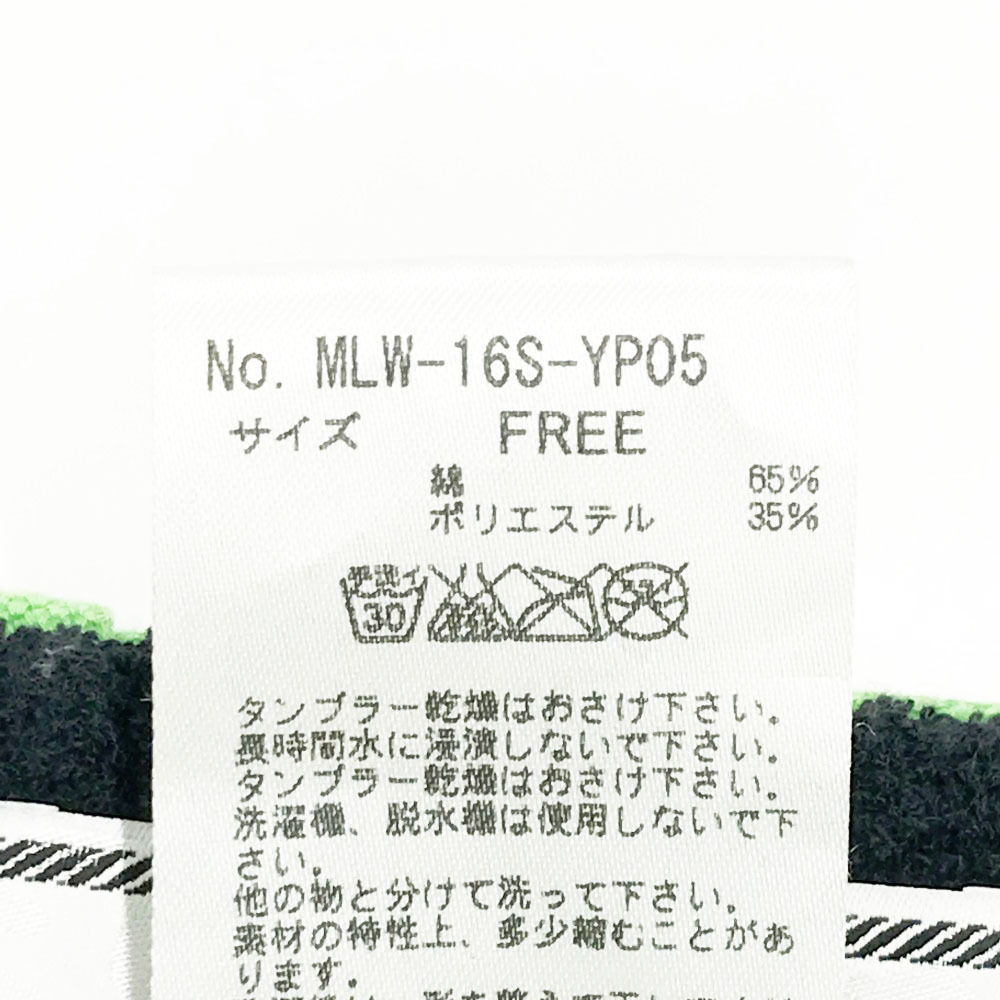 No. MLW-16S-YP05
サイズ FREE
綿 65%
ポリエステル 35%
手洗イ
30
タンブラー乾燥はおさけ下さい。
長時間水に浸漬しないで下さい。
タンブラー乾燥はおさけ下さい。
洗濯機、脱水機は使用しないで下
さい。
他の物と分けて洗って下さい。
素材の特性上、多少縮むことがあ
ります。